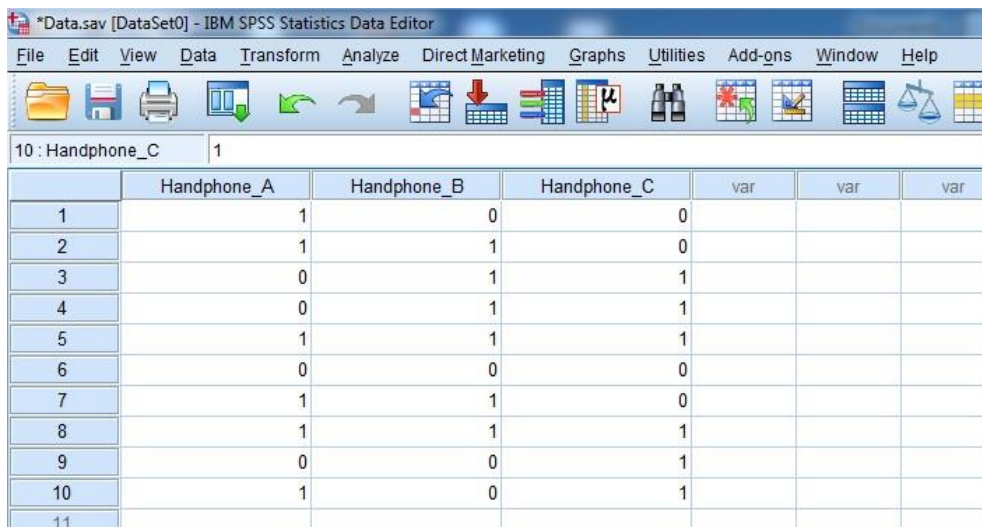 *Data.sav [DataSet0] - IBM SPSS Statistics Data Editor
File Edit View Data Transform Analyze Direct Marketing Graphs Utilities Add-ons Window Help
10 : Handphone_C 1
Handphone_A Handphone_B Handphone_C var var var
1 1 0 0
2 1 1 0
3 0 1 1
4 0 1 1
5 1 1 1
6 0 0 0
7 1 1 0
8 1 1 1
9 0 0 1
10 1 0 1
11